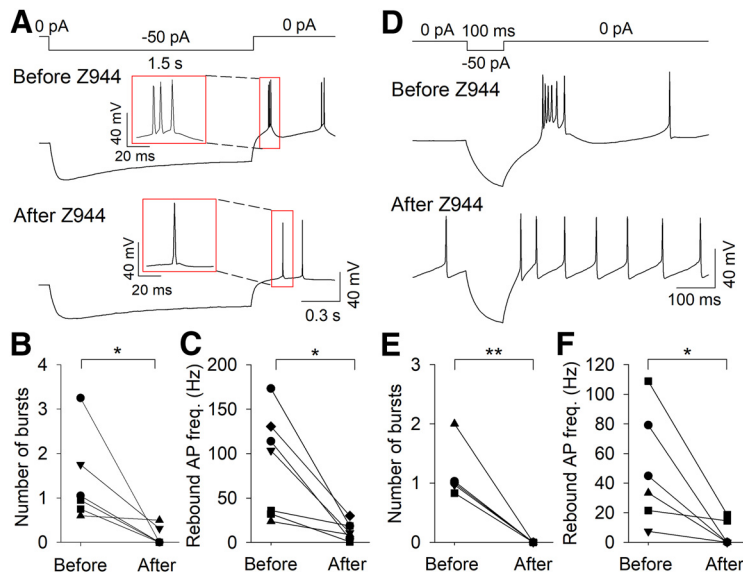 A
0 pA
-50 pA
0 pA
1.5 s
Before Z944
40 mV
20 ms
After Z944
40 mV
20 ms
40 mV
0.3 s
D
0 pA
100 ms
0 pA
-50 pA
Before Z944
After Z944
40 mV
100 ms
B
*
Number of bursts
4
3
2
1
0
Before
After
C
*
Rebound AP freq. (Hz)
200
150
100
50
0
Before
After
E
**
Number of bursts
3
2
1
0
Before
After
F
*
Rebound AP freq. (Hz)
120
100
80
60
40
20
0
Before
After